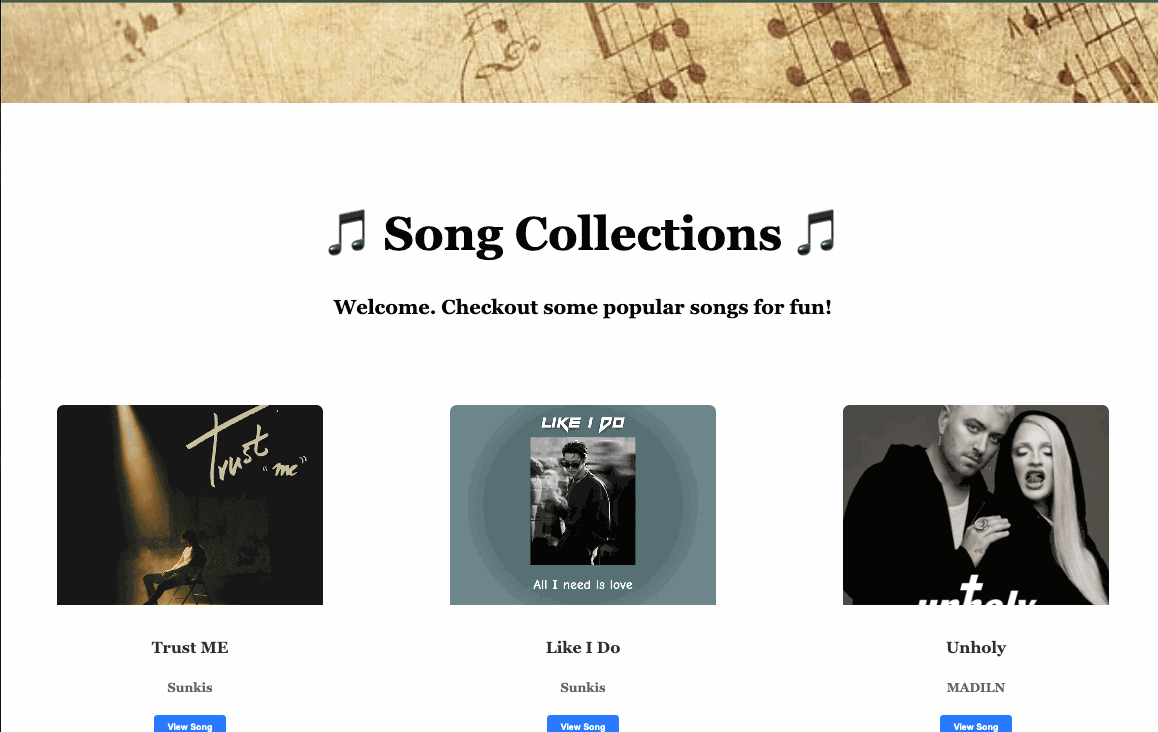 🎵 Song Collections 🎵
Welcome. Checkout some popular songs for fun!
Trust
"me"
LIKE I DO
All I need is love
unholy
Trust ME
Like I Do
Unholy
Sunkis
Sunkis
MADILN
View Song
View Song
View Song